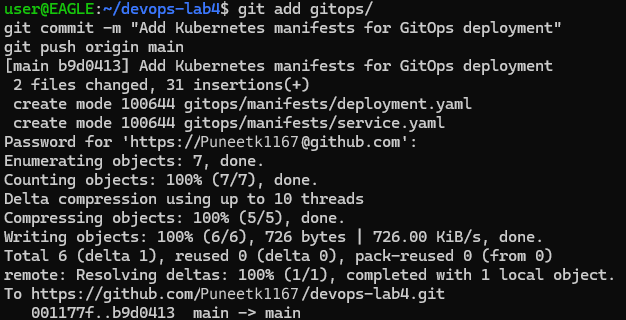 user@EAGLE:~/devops-lab4$ git add gitops/
git commit -m "Add Kubernetes manifests for GitOps deployment"
git push origin main
[main b9d0413] Add Kubernetes manifests for GitOps deployment
 2 files changed, 31 insertions(+)
 create mode 100644 gitops/manifests/deployment.yaml
 create mode 100644 gitops/manifests/service.yaml
Password for 'https://Puneetk1167@github.com':
Enumerating objects: 7, done.
Counting objects: 100% (7/7), done.
Delta compression using up to 10 threads
Compressing objects: 100% (5/5), done.
Writing objects: 100% (6/6), 726 bytes | 726.00 KiB/s, done.
Total 6 (delta 1), reused 0 (delta 0), pack-reused 0 (from 0)
remote: Resolving deltas: 100% (1/1), completed with 1 local object.
To https://github.com/Puneetk1167/devops-lab4.git
   001177f..b9d0413  main -> main